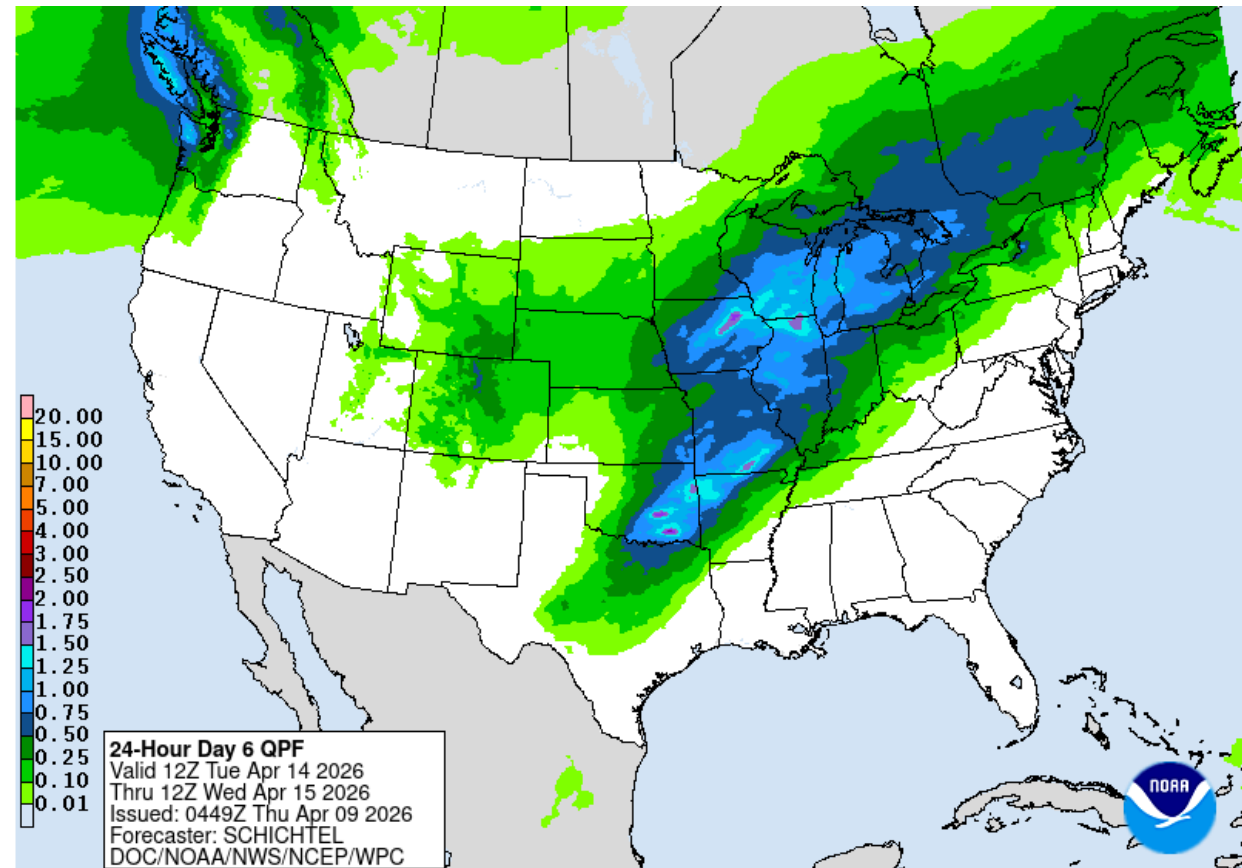 20.00
15.00
10.00
7.00
5.00
4.00
3.00
2.50
2.00
1.75
1.50
1.25
1.00
0.75
0.50
0.25
0.10
0.01
24-Hour Day 6 QPF
Valid 12Z Tue Apr 14 2026
Thru 12Z Wed Apr 15 2026
Issued: 0449Z Thu Apr 09 2026
Forecaster: SCHICHTEL
DOC/NOAA/NWS/NCEP/WPC
NOAA